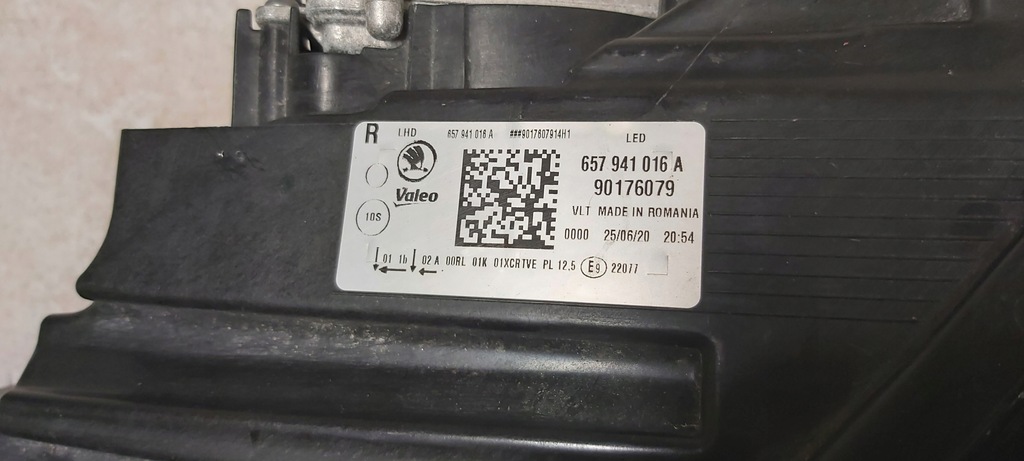 R LHD 657 941 016 A ###9017607914H1 LED
657 941 016 A
Valeo 90176079
VLT MADE IN ROMANIA
10S 0000 25/06/20 20:54
01 1b 02 A 00RL 01K 01XCRTVE PL 12,5 E9 22077